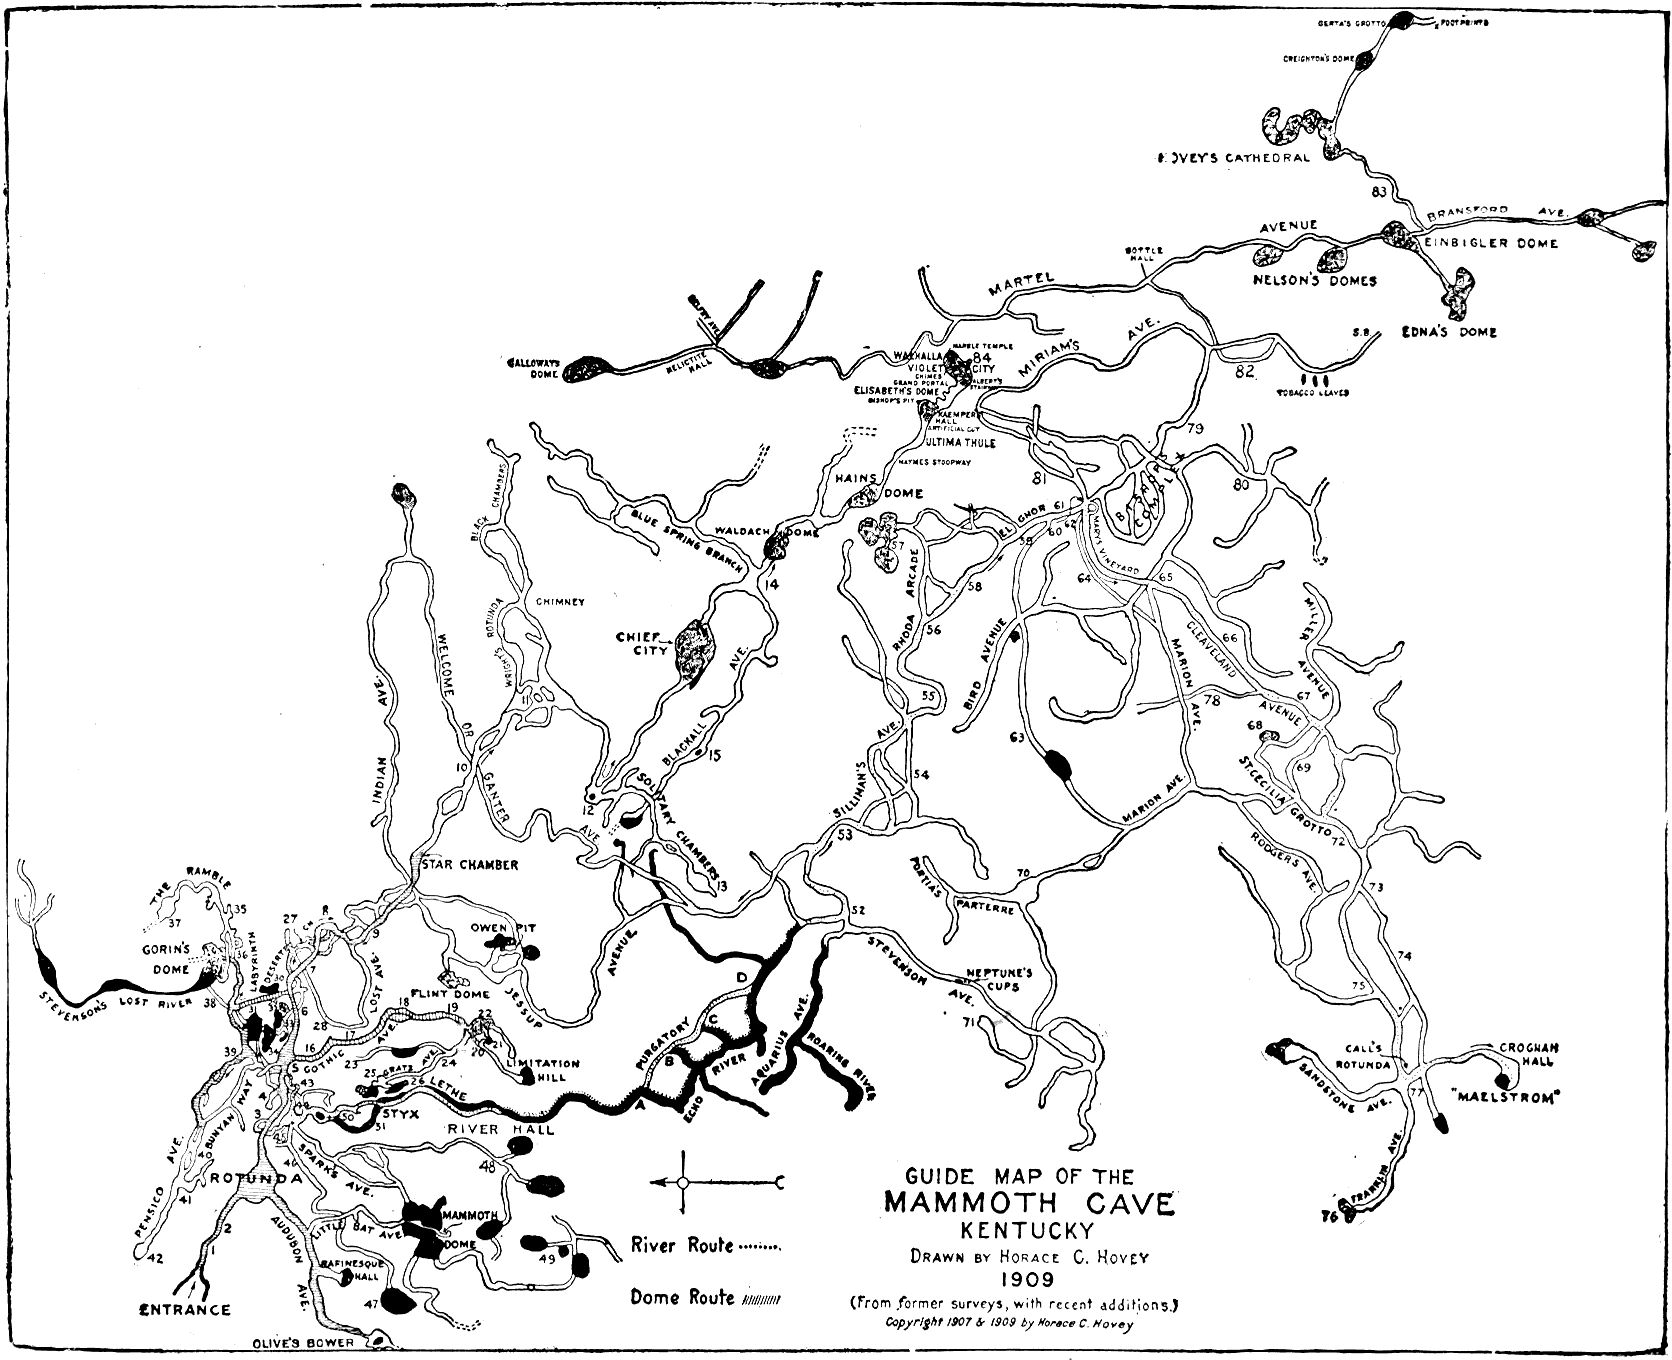 GERTA'S GROTTO
FOOTPRINTS
CREIGHTON'S DOME
OVEY'S CATHEDRAL
83
BRANSFORD AVE.
AVENUE
EINBIGLER DOME
BOTTLE HALL
NELSON'S DOMES
MARTEL
EDNA'S DOME
S.B.
MIRIAM'S AVE.
82
TOBACCO LEAVES
GALLOWAYS DOME
HELICTITE HALL
MARBLE TEMPLE
WALHALLA
84
VIOLET CITY
CHIMES
GRAND PORTAL
ALBERT'S
ELISABETH'S DOME
BISHOP'S PIT
KAEMPER HALL
ARTIFICIAL CUT
ULTIMA THULE
HAYMES STOOPWAY
79
81
80
HAINS DOME
BLACK CHAMBERS
BLUE SPRING BRANCH
WALDACH DOME
14
57
EL GHOR
61
62
60
58
MARY'S VINEYARD
64
65
BISHOP'S COMPLEX
ARCADE
58
RHODA
56
55
CHIMNEY
WRIGHTS ROTUNDA
CHIEF CITY
AVE.
BLACKALL
15
BIRD AVENUE
63
66
CLEAVELAND
AVENUE
67
MILLER AVENUE
MARION AVE.
78
68
69
ST. CECILIA GROTTO
72
WELCOME OR GANTER AVE
INDIAN AVE.
11
10
12
SOLITARY CHAMBERS
13
SILLIMAN'S AVE.
54
53
MARION AVE.
RODGERS AVE.
73
70
PORTIA'S PARTERRE
STAR CHAMBER
THE RAMBLE
35
37
27
8
9
GORIN'S DOME
36
LABYRINTH
7
LOST AVE.
OWEN PIT
FLINT DOME
JESSUP AVENUE
52
STEVENSON AVE.
NEPTUNE'S CUPS
71
74
75
STEVENSON'S LOST RIVER
38
6
28
17
18
19
22
21
20
16
39
34
5
GOTHIC AVE.
23
24
25
GRATZ AVE.
26
LIMITATION HILL
LETHE
D
C
B
A
PURGATORY
ECHO RIVER
AQUARIUS AVE.
ROARING RIVER
CALL'S ROTUNDA
CROGHAN HALL
"MAELSTROM"
SANDSTONE AVE.
77
FRANKLIN AVE.
76
43
4
3
50
31
STYX
RIVER HALL
BUNYAN WAY
40
41
PENSICO AVE.
42
ROTUNDA
SPARKS AVE.
48
2
1
ENTRANCE
AUDUBON AVE.
LITTLE BAT AVE.
MAMMOTH DOME
RAFINESQUE HALL
47
49
OLIVE'S BOWER
River Route
Dome Route
GUIDE MAP OF THE
MAMMOTH CAVE
KENTUCKY
DRAWN BY HORACE C. HOVEY
1909
(From former surveys, with recent additions.)
Copyright 1907 & 1909 by Horace C. Hovey